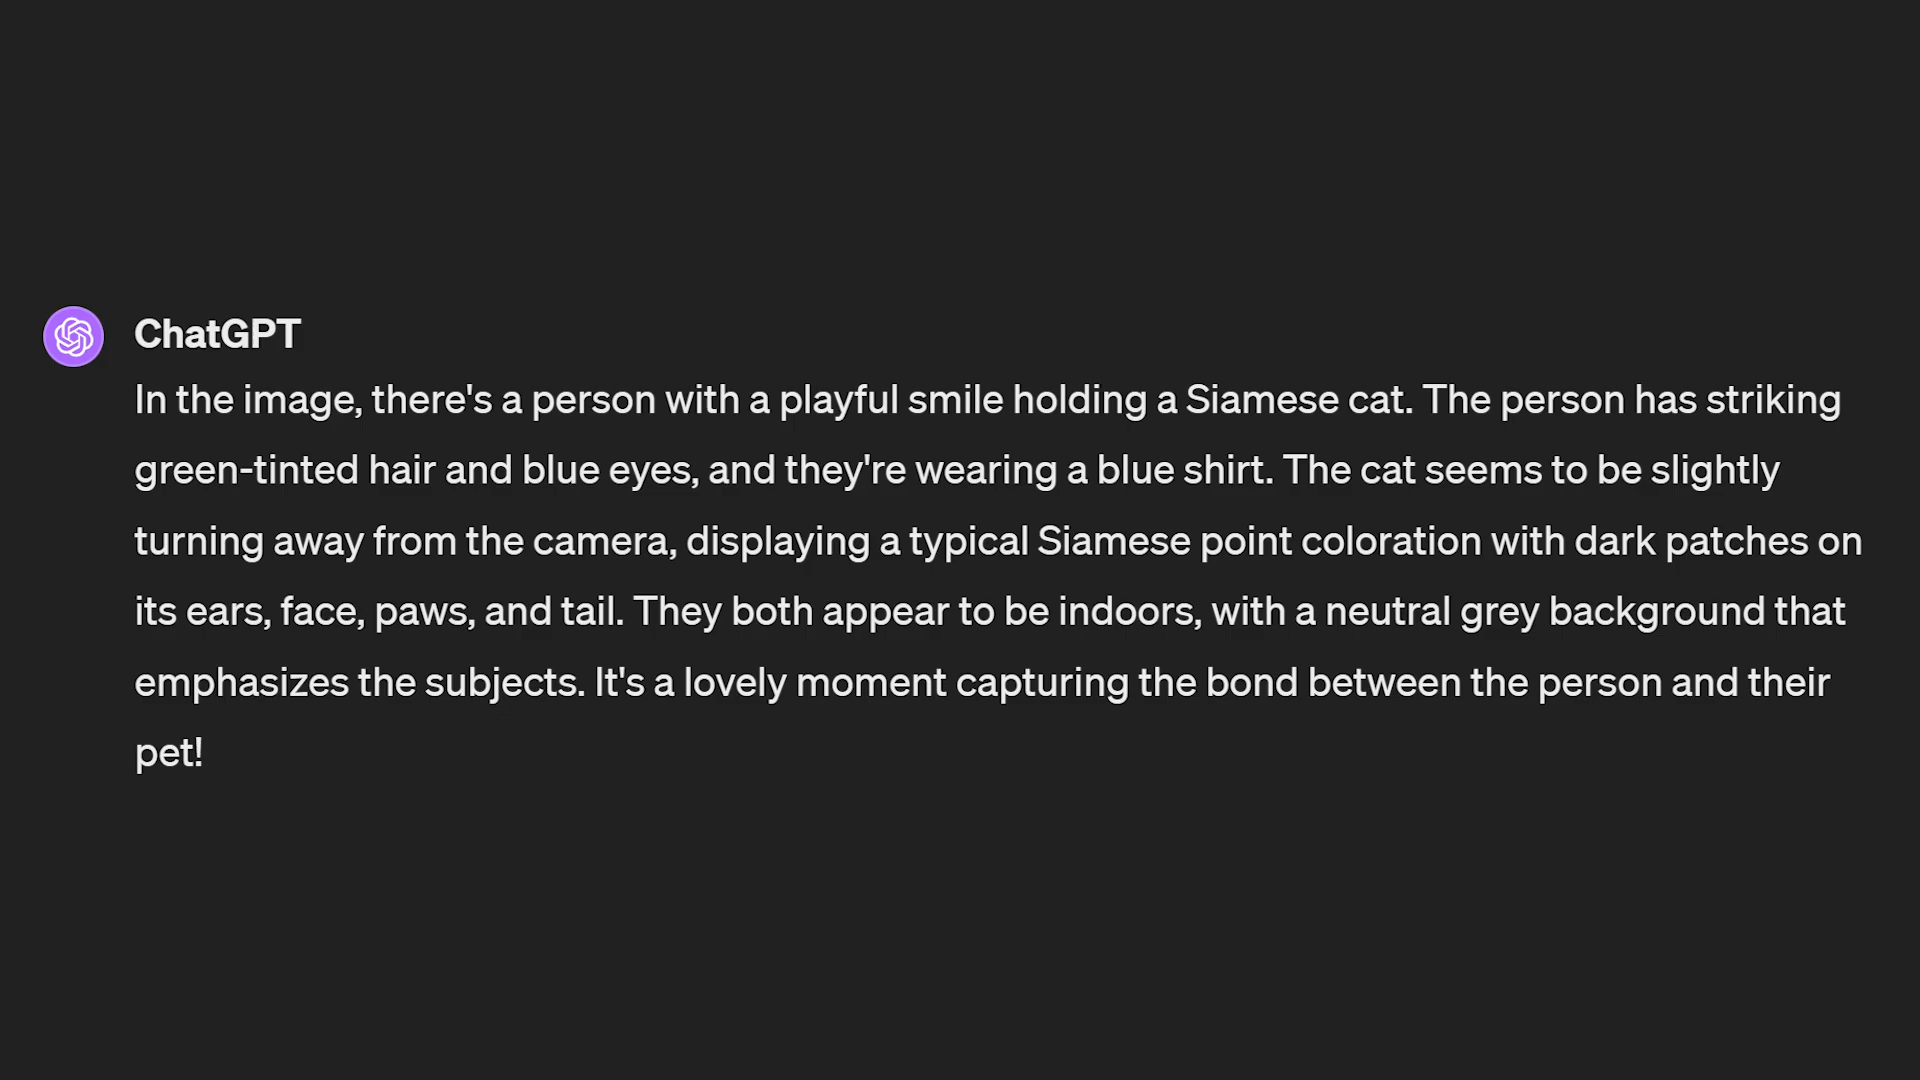 ChatGPT
In the image, there's a person with a playful smile holding a Siamese cat. The person has striking
green-tinted hair and blue eyes, and they're wearing a blue shirt. The cat seems to be slightly
turning away from the camera, displaying a typical Siamese point coloration with dark patches on
its ears, face, paws, and tail. They both appear to be indoors, with a neutral grey background that
emphasizes the subjects. It's a lovely moment capturing the bond between the person and their
pet!